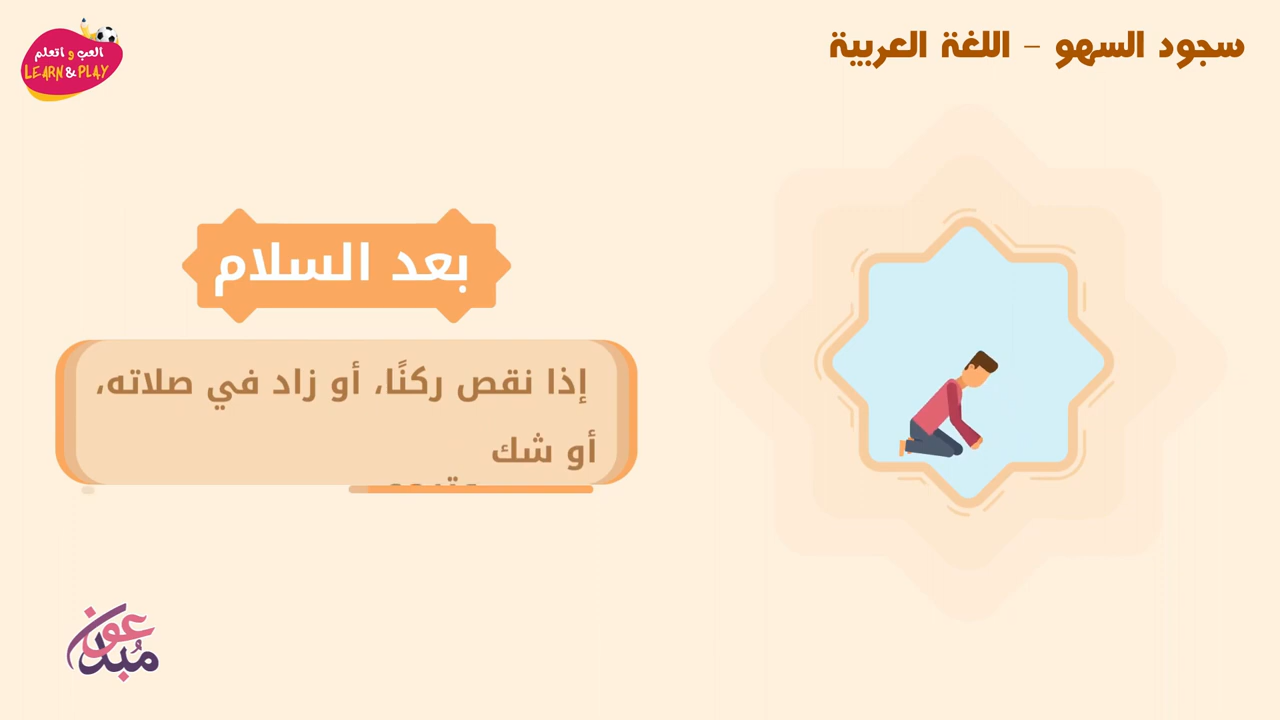 سجود السهو – اللغة العربية
العب و اتعلم
LEARN & PLAY
بعد السلام
إذا نقص ركنًا، أو زاد في صلاته،
أو شك
مُبدعون